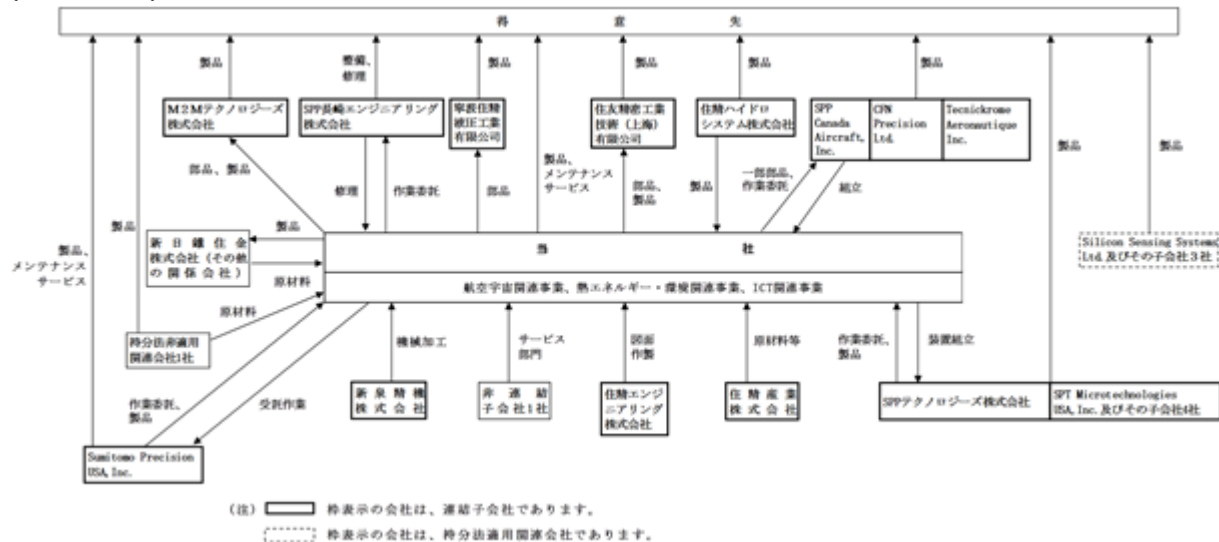 得意先
製品
整備、
修理
製品
製品
製品
製品
M2Mテクノロジーズ
株式会社
SPP長崎エンジニアリング
株式会社
寧波住精
液圧工業
有限公司
住友精密工業
技術（上海）
有限公司
住精ハイドロ
システム株式会社
SPP
Canada
Aircraft,
Inc.
CFN
Precision
Ltd.
Tecnickrome
Aeronautique
Inc.
部品、製品
修理
作業委託
部品
製品、
メンテナンス
サービス
部品、
製品
製品
一部部品、
作業委託
組立
製品
製品
製品、
メンテナンス
サービス
製品
新日鐵住金
株式会社（その他
の関係会社）
製品
原材料
当社
航空宇宙関連事業、熱エネルギー・環境関連事業、ICT関連事業
Silicon Sensing Systems
Ltd.及びその子会社3社
原材料
持分法非適用
関連会社1社
機械加工
サービス
部門
図面
作製
原材料等
作業委託、
製品
装置組立
作業委託、
製品
受託作業
新泉精機
株式会社
非連結
子会社1社
住精エンジ
ニアリング
株式会社
住精産業
株式会社
SPPテクノロジーズ株式会社
SPT Microtechnologies
USA,Inc.及びその子会社4社
Sumitomo Precision
USA,Inc.
（注）枠表示の会社は、連結子会社であります。
枠表示の会社は、持分法適用関連会社であります。